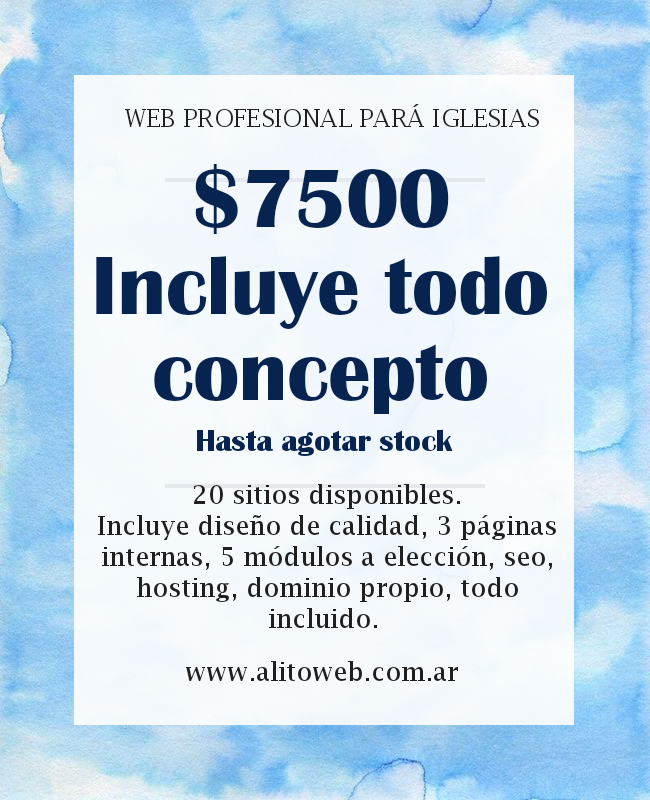 WEB PROFESIONAL PARÁ IGLESIAS
$7500
Incluye todo
concepto
Hasta agotar stock
20 sitios disponibles.
Incluye diseño de calidad, 3 páginas
internas, 5 módulos a elección, seo,
hosting, dominio propio, todo
incluido.
www.alitoweb.com.ar